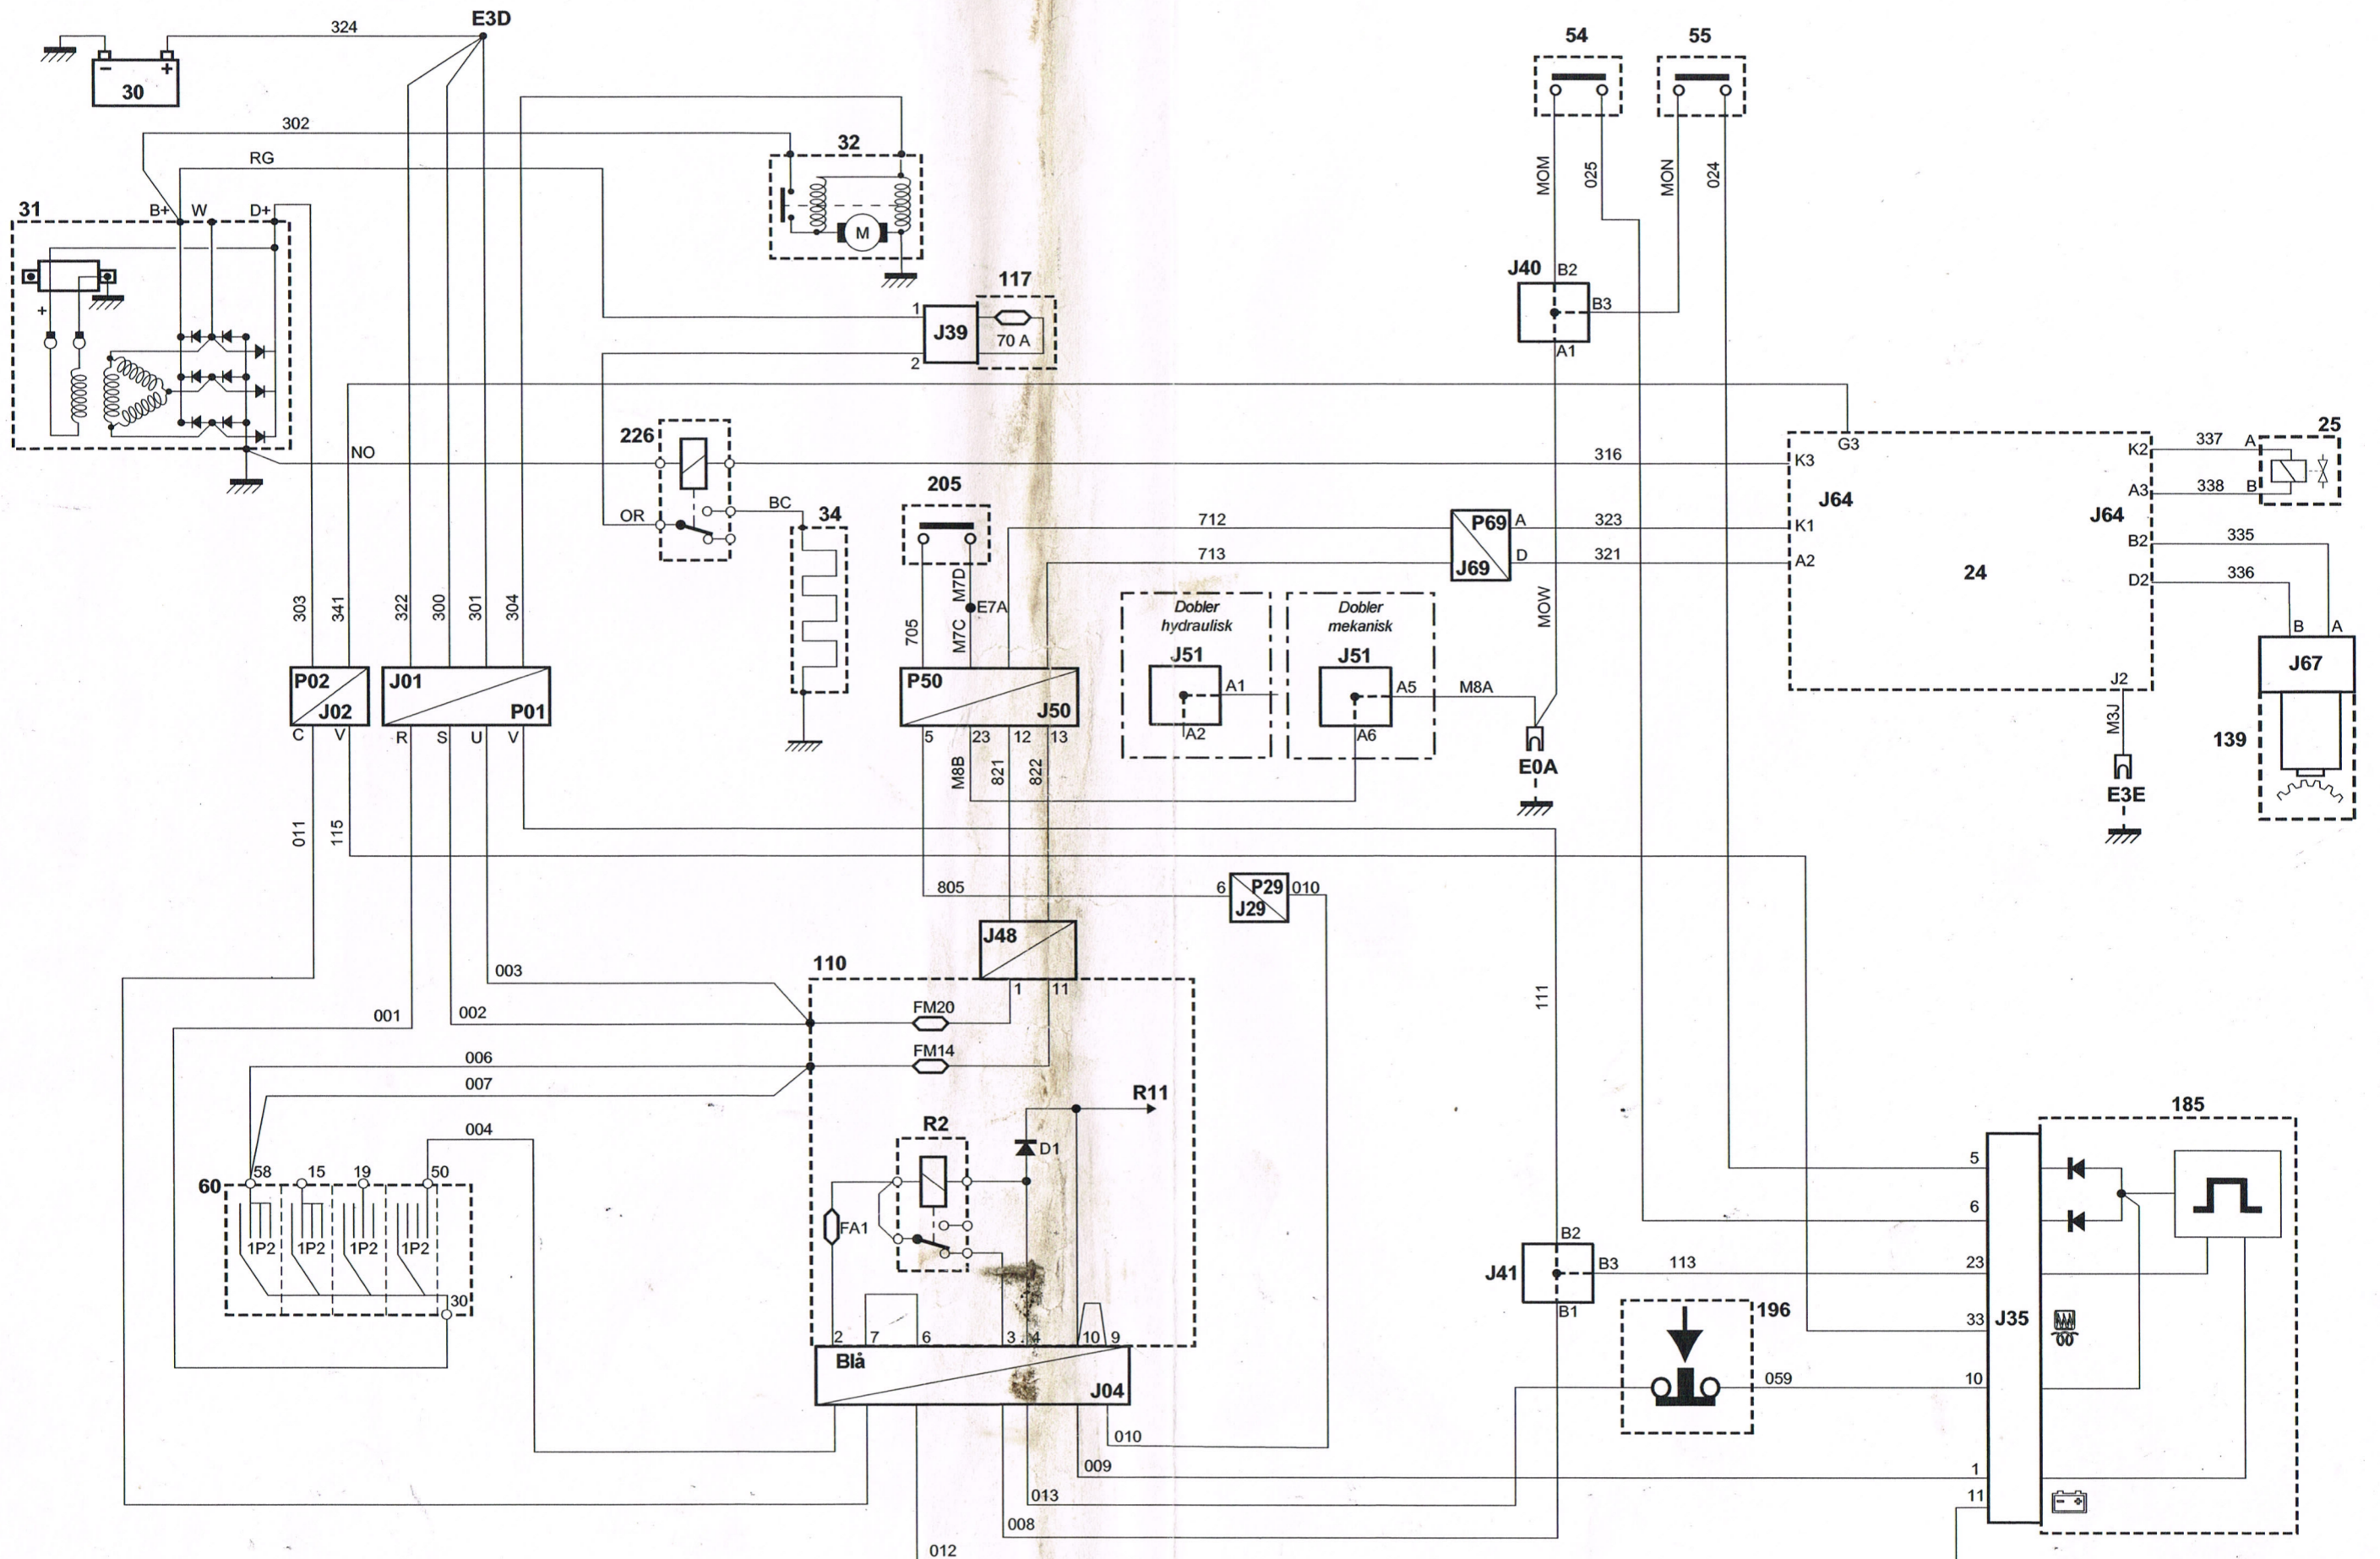 324
E3D
54
55
30
302
RG
32
MOM
025
MON
024
31
B+
W
D+
M
J40
B2
B3
A1
117
1
J39
70 A
2
226
NO
316
K3
G3
J64
K2
337
A
25
A3
338
B
J64
OR
BC
34
205
712
P69
J69
A
323
K1
713
D
321
A2
24
B2
335
D2
336
B
A
J67
139
303
341
322
300
301
304
705
M7D
E7A
M7C
MOW
Dobler
hydraulisk
J51
A1
A2
Dobler
mekanisk
J51
A5
M8A
A6
E0A
J2
M3J
E3E
P02
J02
J01
P01
P50
J50
C
V
R
S
U
V
5
23
12
13
M8B
821
822
011
115
805
6
P29
J29
010
J48
110
1
11
003
001
002
FM20
006
FM14
007
111
R11
004
R2
D1
185
60
58
15
19
50
1P2
1P2
1P2
1P2
30
FA1
5
6
J41
B2
B3
113
23
B1
196
33
J35
2
7
6
3
4
10
9
Blå
J04
059
10
010
009
1
013
11
008
012